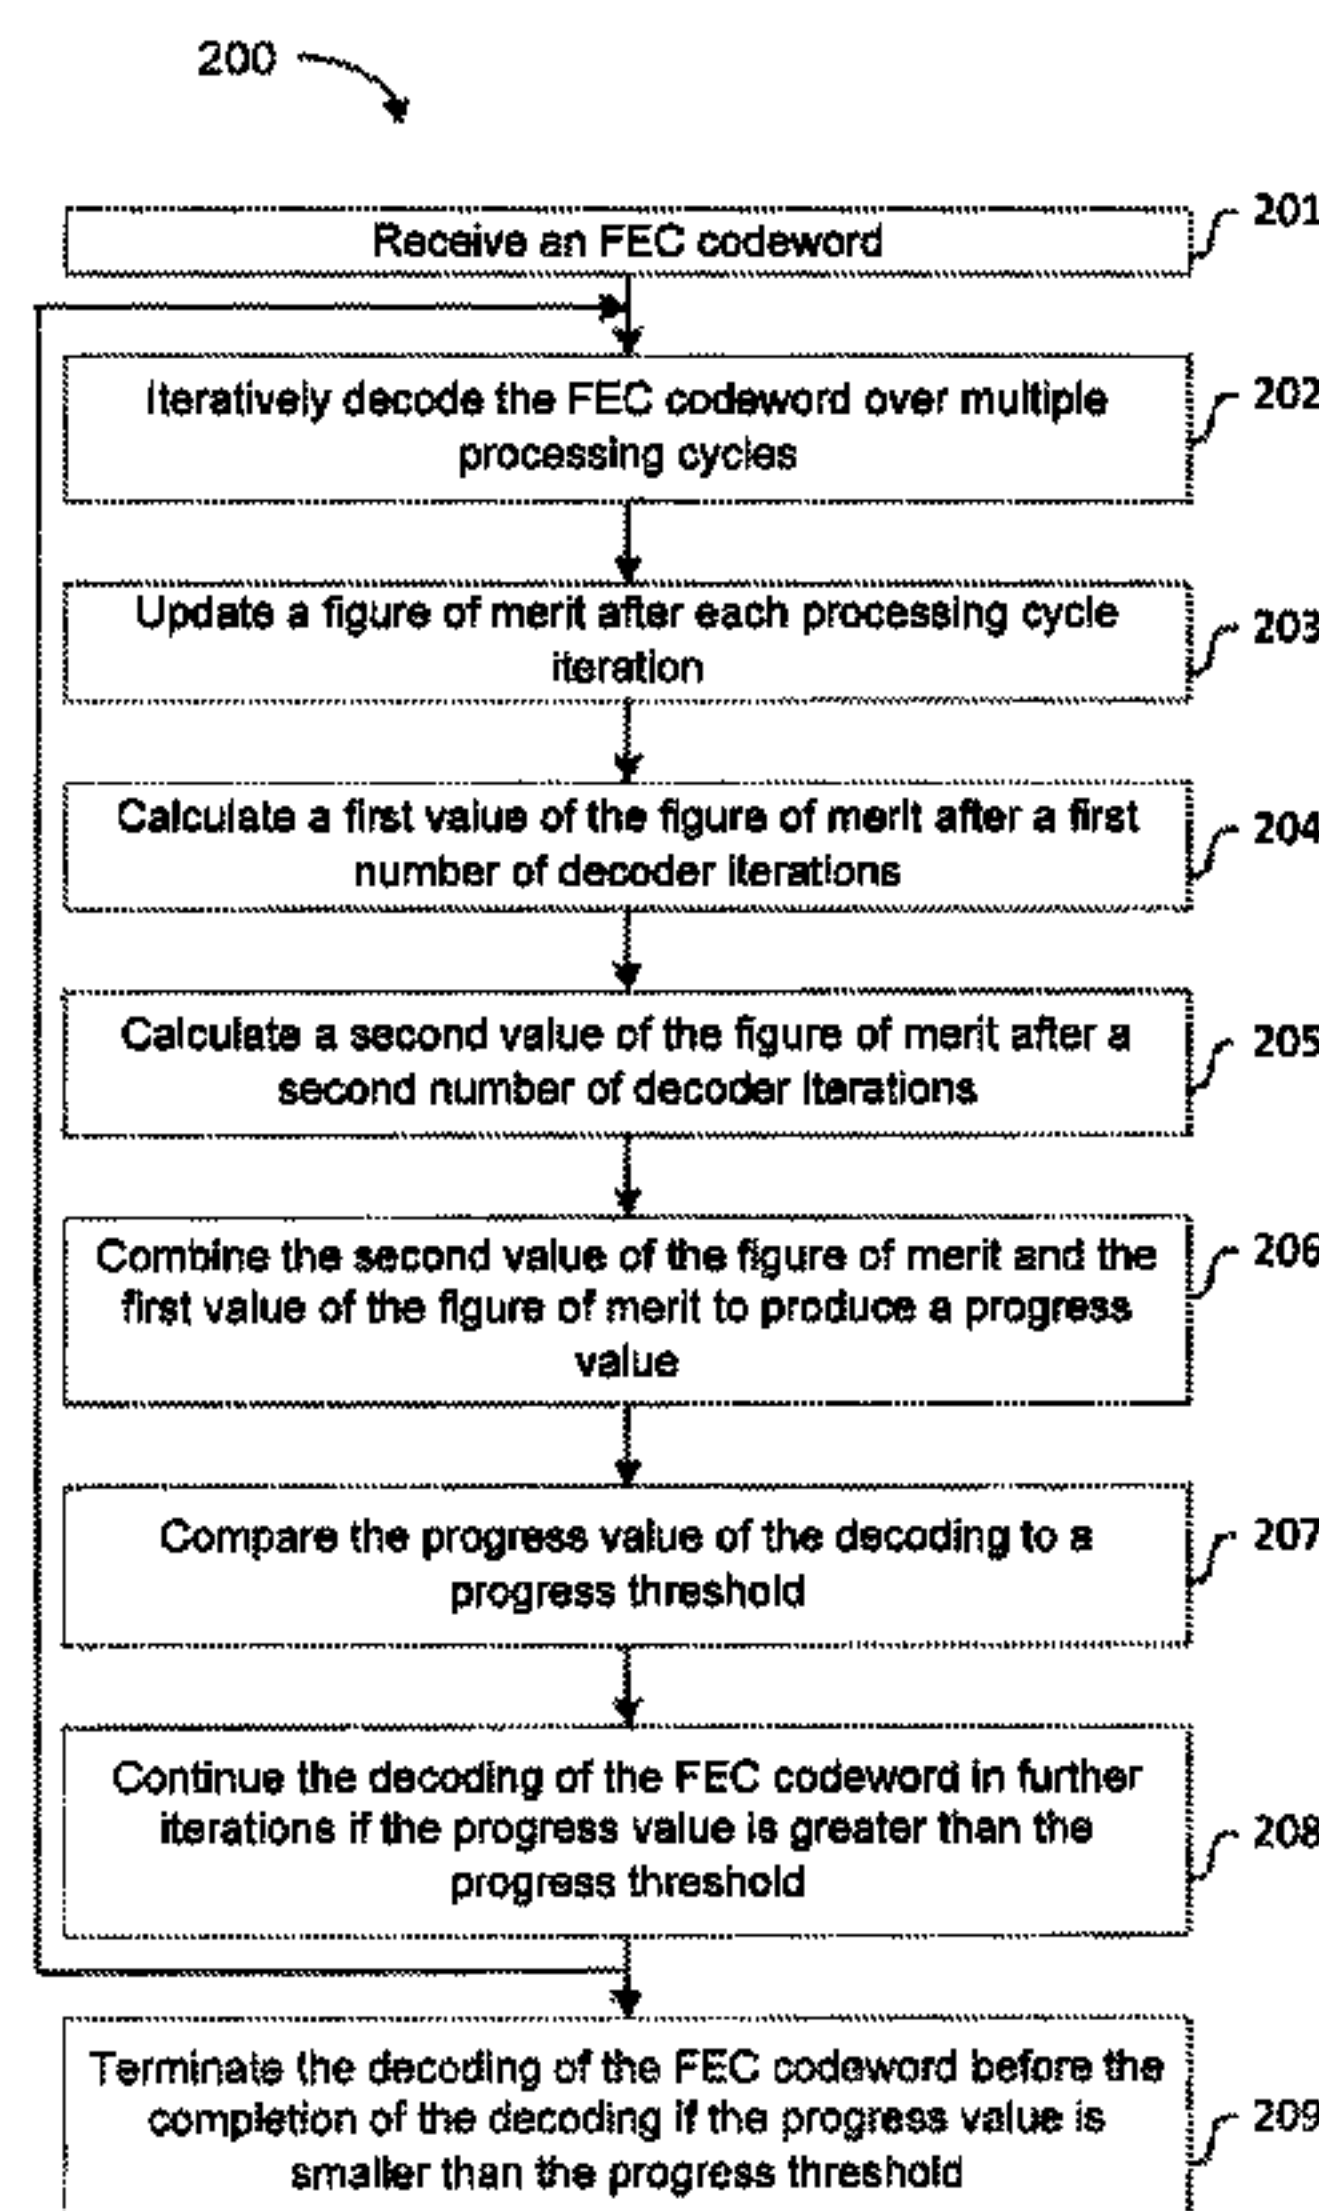 200
Receive an FEC codeword
201
Iteratively decode the FEC codeword over multiple
processing cycles
202
Update a figure of merit after each processing cycle
iteration
203
Calculate a first value of the figure of merit after a first
number of decoder iterations
204
Calculate a second value of the figure of merit after a
second number of decoder iterations
205
Combine the second value of the figure of merit and the
first value of the figure of merit to produce a progress
value
206
Compare the progress value of the decoding to a
progress threshold
207
Continue the decoding of the FEC codeword in further
iterations if the progress value is greater than the
progress threshold
208
Terminate the decoding of the FEC codeword before the
completion of the decoding if the progress value is
smaller than the progress threshold
209